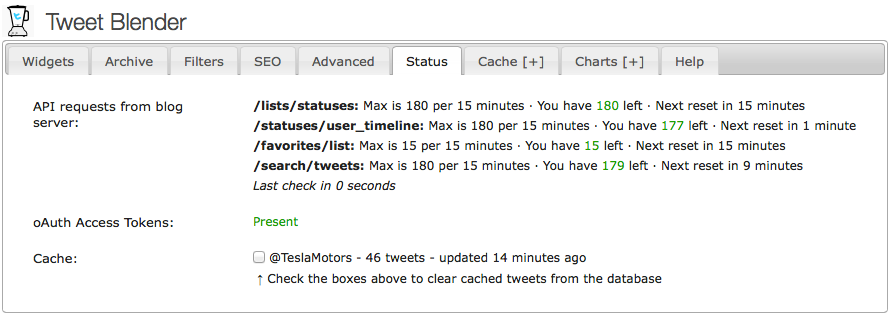 Tweet Blender
Widgets Archive Filters SEO Advanced Status Cache [+] Charts [+] Help
API requests from blog server:
/lists/statuses: Max is 180 per 15 minutes · You have 180 left · Next reset in 15 minutes
/statuses/user_timeline: Max is 180 per 15 minutes · You have 177 left · Next reset in 1 minute
/favorites/list: Max is 15 per 15 minutes · You have 15 left · Next reset in 15 minutes
/search/tweets: Max is 180 per 15 minutes · You have 179 left · Next reset in 9 minutes
Last check in 0 seconds
oAuth Access Tokens: Present
Cache: @TeslaMotors - 46 tweets - updated 14 minutes ago
↑ Check the boxes above to clear cached tweets from the database